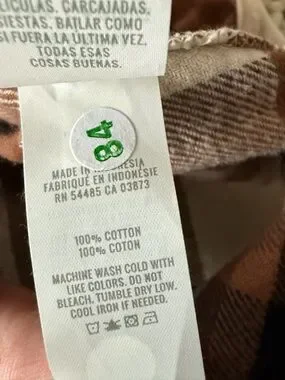 LÍCULAS. CARCAJADAS.
SIESTAS. BAILAR COMO
SI FUERA LA ÚLTIMA VEZ.
TODAS ESAS
COSAS BUENAS.
84
MADE IN INDONESIA
FABRIQUÉ EN INDONÉSIE
RN 54485 CA 03873
100% COTTON
100% COTON
MACHINE WASH COLD WITH
LIKE COLORS. DO NOT
BLEACH. TUMBLE DRY LOW.
COOL IRON IF NEEDED.